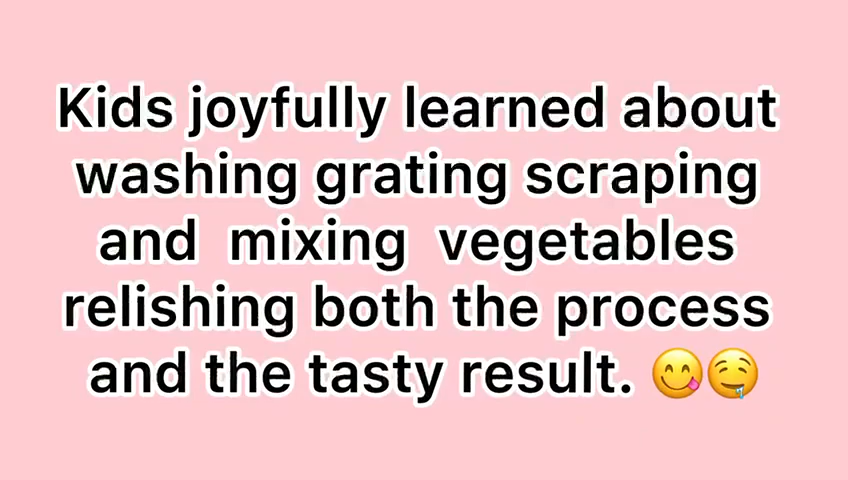 Kids joyfully learned about
washing grating scraping
and  mixing  vegetables
relishing both the process
and the tasty result. 😋🤤